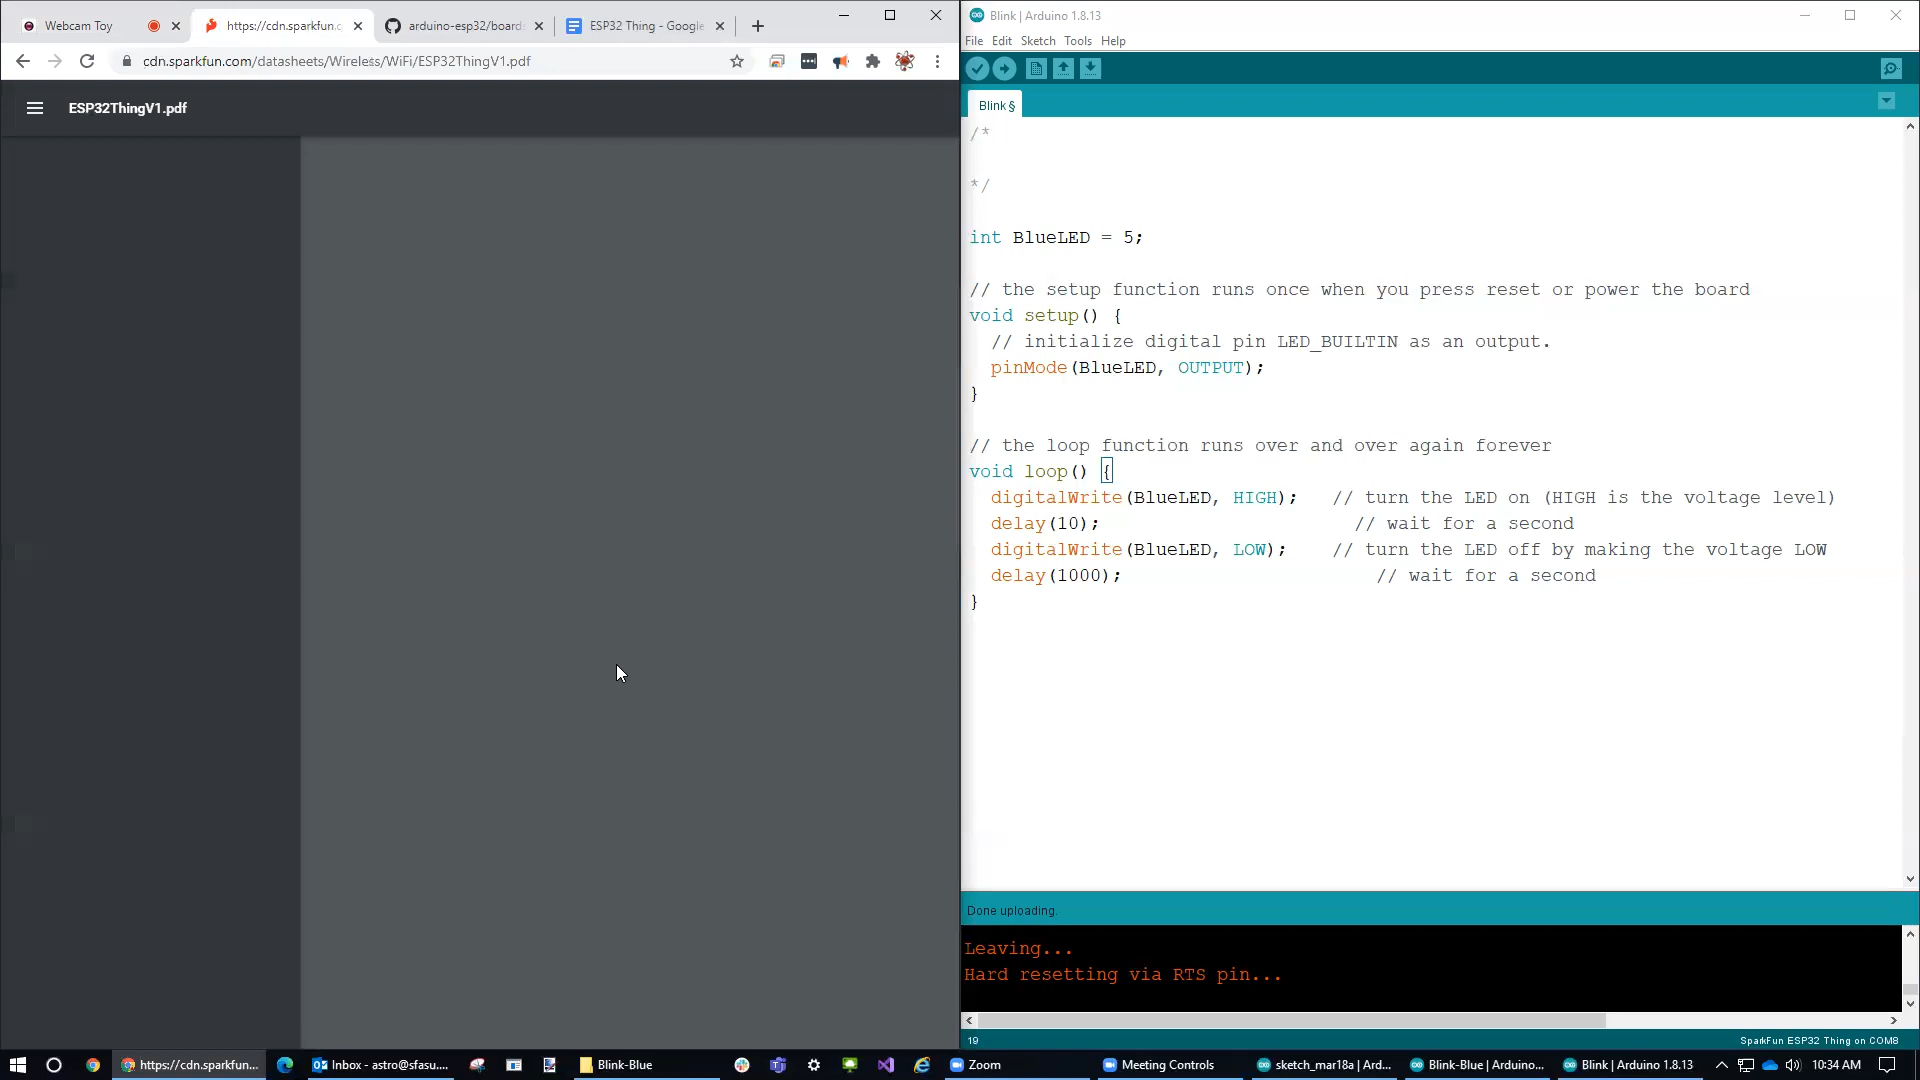 Webcam Toy
https://cdn.sparkfun.c
arduino-esp32/boards
ESP32 Thing - Google
cdn.sparkfun.com/datasheets/Wireless/WiFi/ESP32ThingV1.pdf
ESP32ThingV1.pdf
Blink | Arduino 1.8.13
File Edit Sketch Tools Help
Blink §
/*
*/
int BlueLED = 5;
// the setup function runs once when you press reset or power the board
void setup() {
// initialize digital pin LED_BUILTIN as an output.
pinMode(BlueLED, OUTPUT);
}
// the loop function runs over and over again forever
void loop() {
digitalWrite(BlueLED, HIGH); // turn the LED on (HIGH is the voltage level)
delay(10); // wait for a second
digitalWrite(BlueLED, LOW); // turn the LED off by making the voltage LOW
delay(1000); // wait for a second
}
Done uploading.
Leaving...
Hard resetting via RTS pin...
19
SparkFun ESP32 Thing on COM8
https://cdn.sparkfun...
Inbox - astro@sfasu....
Blink-Blue
Zoom
Meeting Controls
sketch_mar18a | Ard...
Blink-Blue | Arduino...
Blink | Arduino 1.8.13
10:34 AM